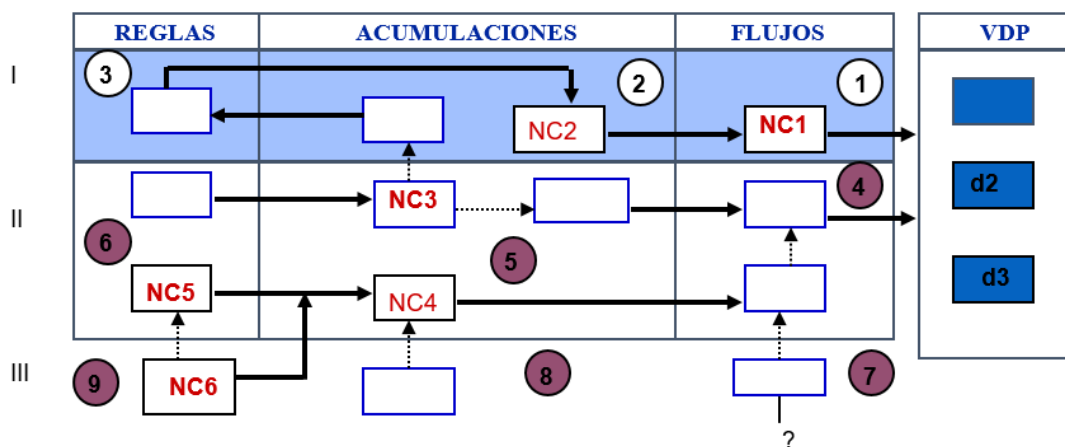 REGLAS
ACUMULACIONES
FLUJOS
VDP
I
3
2
1
NC2
NC1
4
d2
NC3
II
6
5
d3
NC5
NC4
III
9
NC6
8
7
?